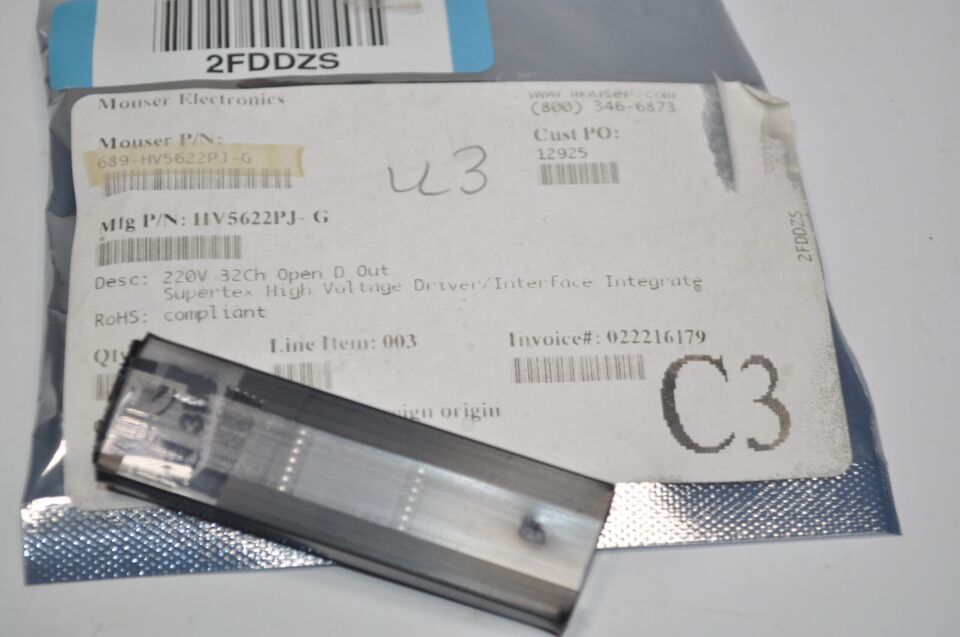 2FDDZS
Mouser Electronics
www.mouser.com
(800) 346-6873
Mouser P/N:
689-HV5622PJ-G
u3
Cust PO:
12925
Mfg P/N: HV5622PJ- G
2FDDZS
Desc: 220V 32Ch Open D Out
Supertex High Voltage Driver/Interface Integrate
RoHS: compliant
Qty
Line Item: 003
Invoice#: 022216179
origin
C3